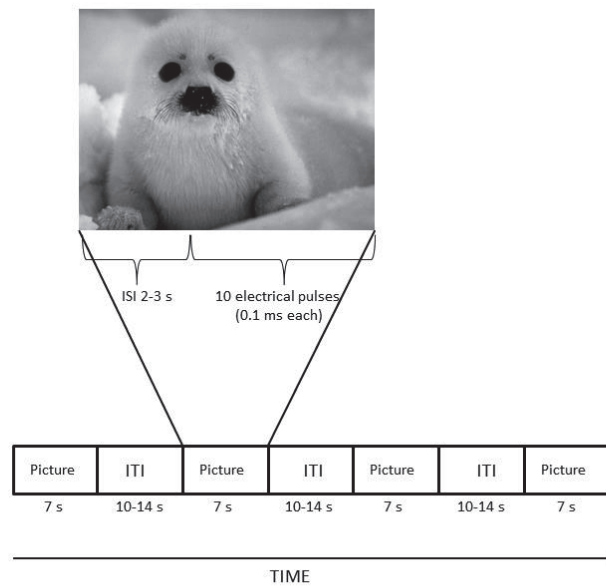 ISI 2-3 s
10 electrical pulses
(0.1 ms each)
Picture ITI Picture ITI Picture ITI Picture
7 s 10-14 s 7 s 10-14 s 7 s 10-14 s 7 s
TIME